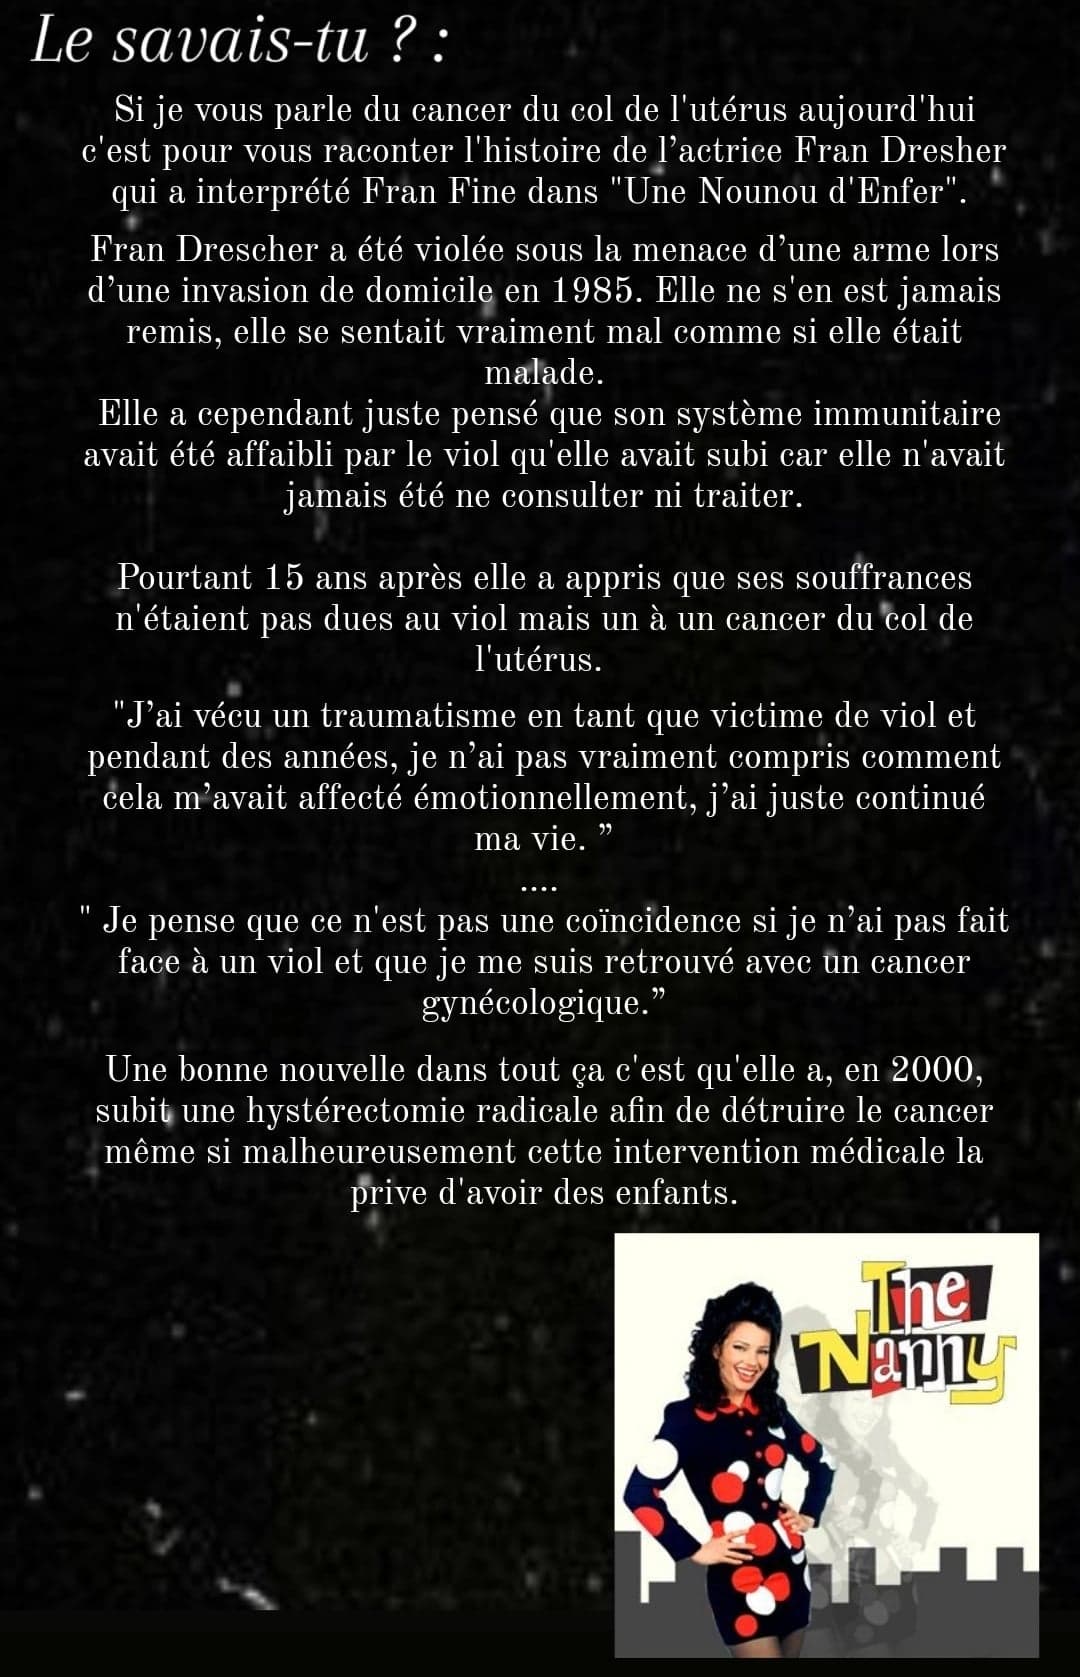 Le savais-tu ? :
Si je vous parle du cancer du col de l'utérus aujourd'hui
c'est pour vous raconter l'histoire de l’actrice Fran Dresher
qui a interprété Fran Fine dans "Une Nounou d'Enfer".
Fran Drescher a été violée sous la menace d’une arme lors
d’une invasion de domicile en 1985. Elle ne s'en est jamais
remis, elle se sentait vraiment mal comme si elle était
malade.
Elle a cependant juste pensé que son système immunitaire
avait été affaibli par le viol qu'elle avait subi car elle n'avait
jamais été ne consulter ni traiter.
Pourtant 15 ans après elle a appris que ses souffrances
n'étaient pas dues au viol mais un à un cancer du col de
l'utérus.
"J’ai vécu un traumatisme en tant que victime de viol et
pendant des années, je n’ai pas vraiment compris comment
cela m’avait affecté émotionnellement, j’ai juste continué
ma vie. ”
....
" Je pense que ce n'est pas une coïncidence si je n’ai pas fait
face à un viol et que je me suis retrouvé avec un cancer
gynécologique.”
Une bonne nouvelle dans tout ça c'est qu'elle a, en 2000,
subit une hystérectomie radicale afin de détruire le cancer
même si malheureusement cette intervention médicale la
prive d'avoir des enfants.
The
Nanny